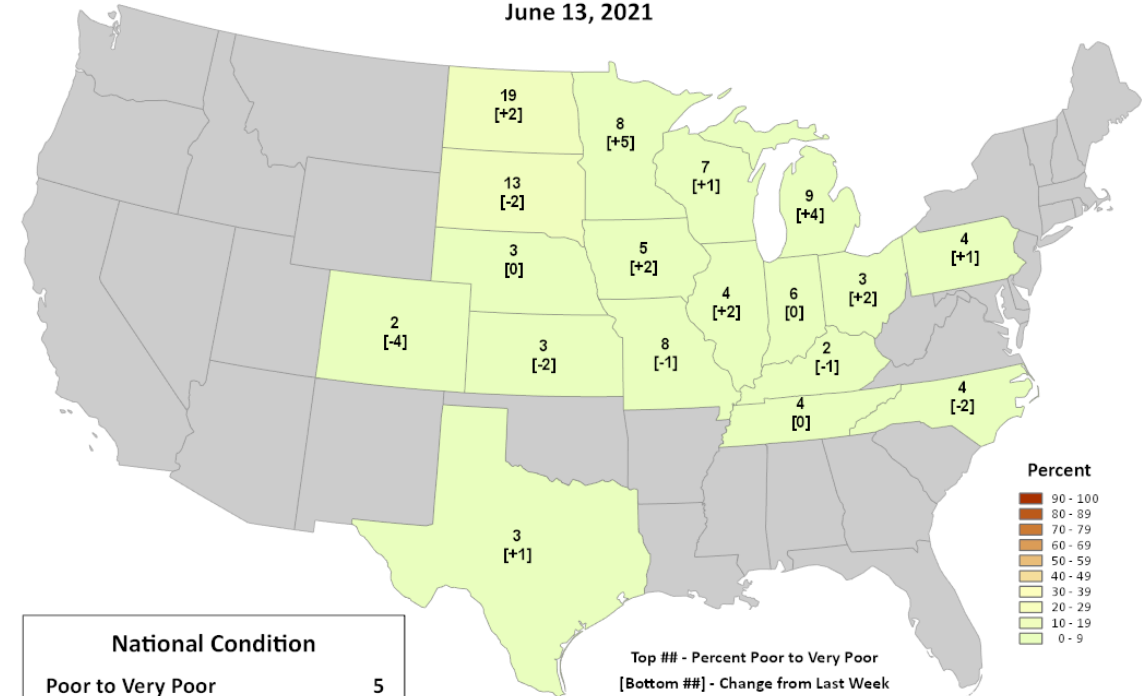 June 13, 2021
19
[+2]
8
[+5]
7
[+1]
9
[+4]
13
[-2]
3
[0]
5
[+2]
4
[+2]
6
[0]
3
[+2]
4
[+1]
2
[-4]
3
[-2]
8
[-1]
2
[-1]
4
[0]
4
[-2]
3
[+1]
Percent
90 - 100
80 - 89
70 - 79
60 - 69
50 - 59
40 - 49
30 - 39
20 - 29
10 - 19
0 - 9
National Condition
Poor to Very Poor 5
Top ## - Percent Poor to Very Poor
[Bottom ##] - Change from Last Week